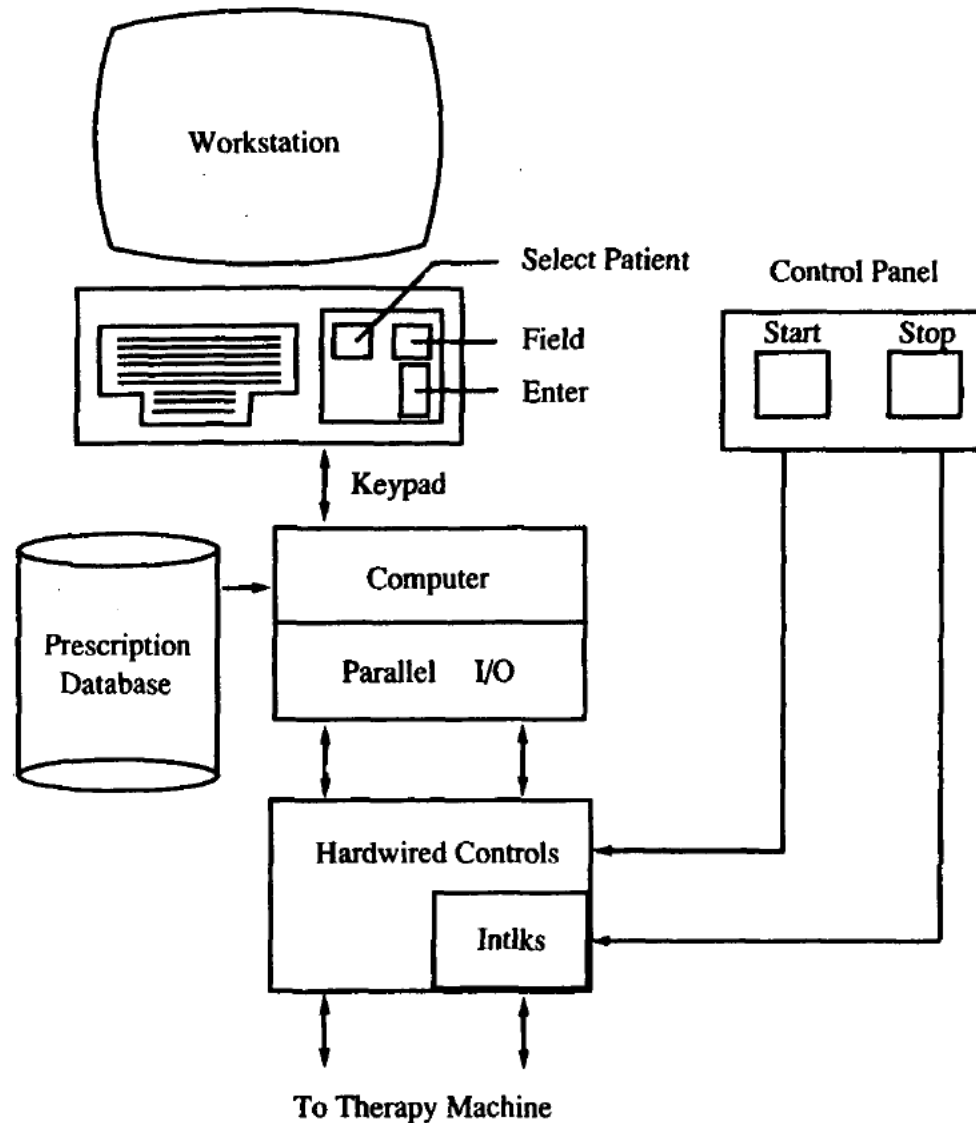 Workstation
Select Patient
Field
Enter
Control Panel
Start Stop
Keypad
Computer
Parallel I/O
Prescription
Database
Hardwired Controls
Intlks
To Therapy Machine